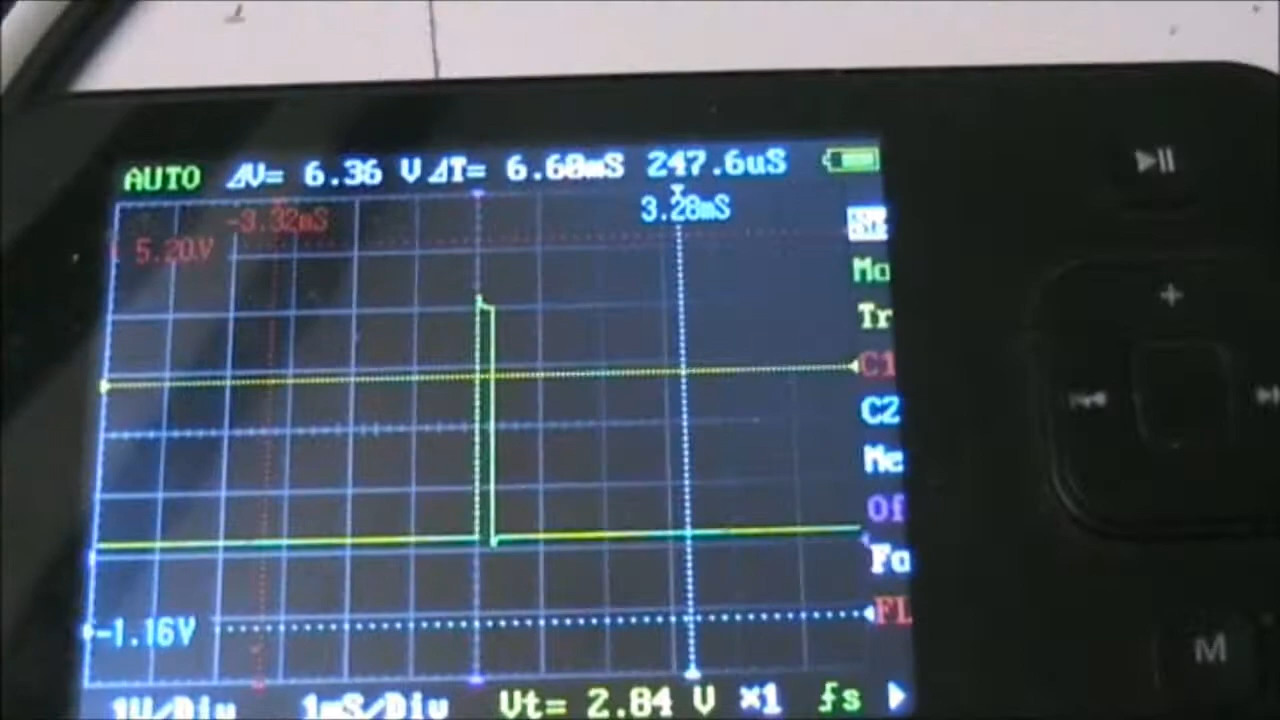 AUTO ⊿V= 6.36 V ⊿T= 6.60mS 247.6uS
-3.32mS 3.28mS
5.20V
Mo
Tr
C1
C2
Me
Of
Fo
-1.16V FL
1V/Div 1mS/Div Vt= 2.84 V ×1 fs
M